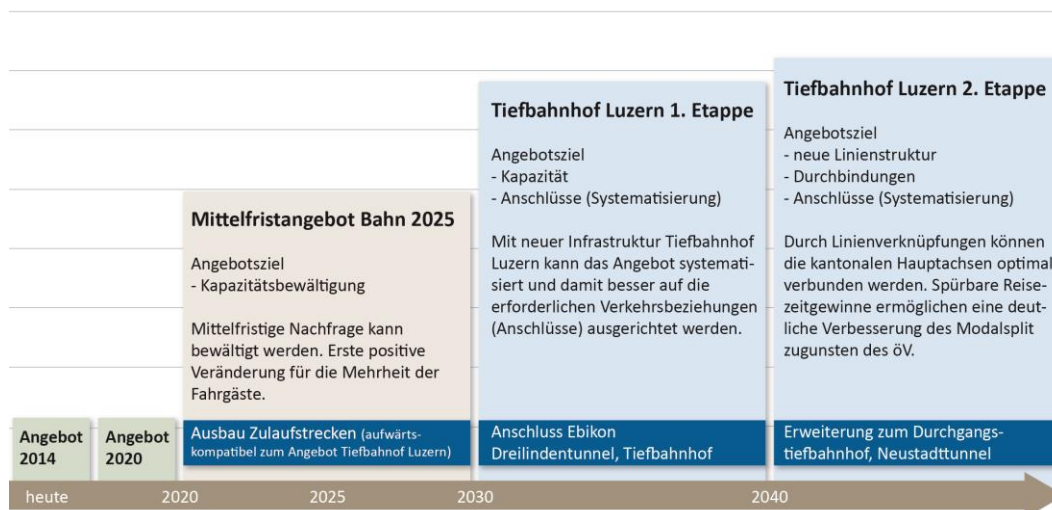 Angebot
2014
Angebot
2020
Mittelfristangebot Bahn 2025
Angebotsziel
- Kapazitätsbewältigung
Mittelfristige Nachfrage kann
bewältigt werden. Erste positive
Veränderung für die Mehrheit der
Fahrgäste.
Ausbau Zulaufstrecken (aufwärts-
kompatibel zum Angebot Tiefbahnof Luzern)
Tiefbahnhof Luzern 1. Etappe
Angebotsziel
- Kapazität
- Anschlüsse (Systematisierung)
Mit neuer Infrastruktur Tiefbahnhof
Luzern kann das Angebot systemati-
siert und damit besser auf die
erforderlichen Verkehrsbeziehungen
(Anschlüsse) ausgerichtet werden.
Anschluss Ebikon
Dreilindentunnel, Tiefbahnhof
Tiefbahnhof Luzern 2. Etappe
Angebotsziel
- neue Linienstruktur
- Durchbindungen
- Anschlüsse (Systematisierung)
Durch Linienverknüpfungen können
die kantonalen Hauptachsen optimal
verbunden werden. Spürbare Reise-
zeitgewinne ermöglichen eine deut-
liche Verbesserung des Modalsplit
zugunsten des öV.
Erweiterung zum Durchgangs-
tiefbahnhof, Neustadttunnel
heute 2020 2025 2030 2040